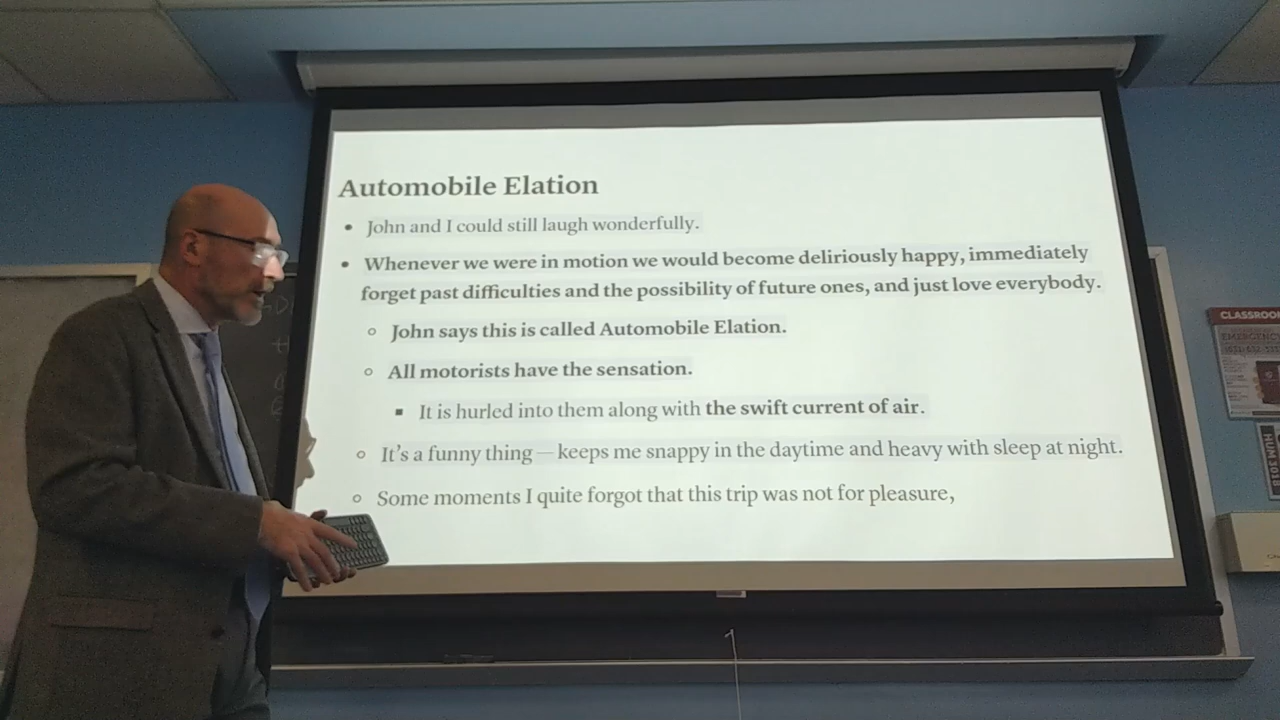 Automobile Elation
• John and I could still laugh wonderfully.
• Whenever we were in motion we would become deliriously happy, immediately
forget past difficulties and the possibility of future ones, and just love everybody.
◦ John says this is called Automobile Elation.
◦ All motorists have the sensation.
▪ It is hurled into them along with the swift current of air.
◦ It's a funny thing — keeps me snappy in the daytime and heavy with sleep at night.
◦ Some moments I quite forgot that this trip was not for pleasure,
CLASSROO
EMERGENCY